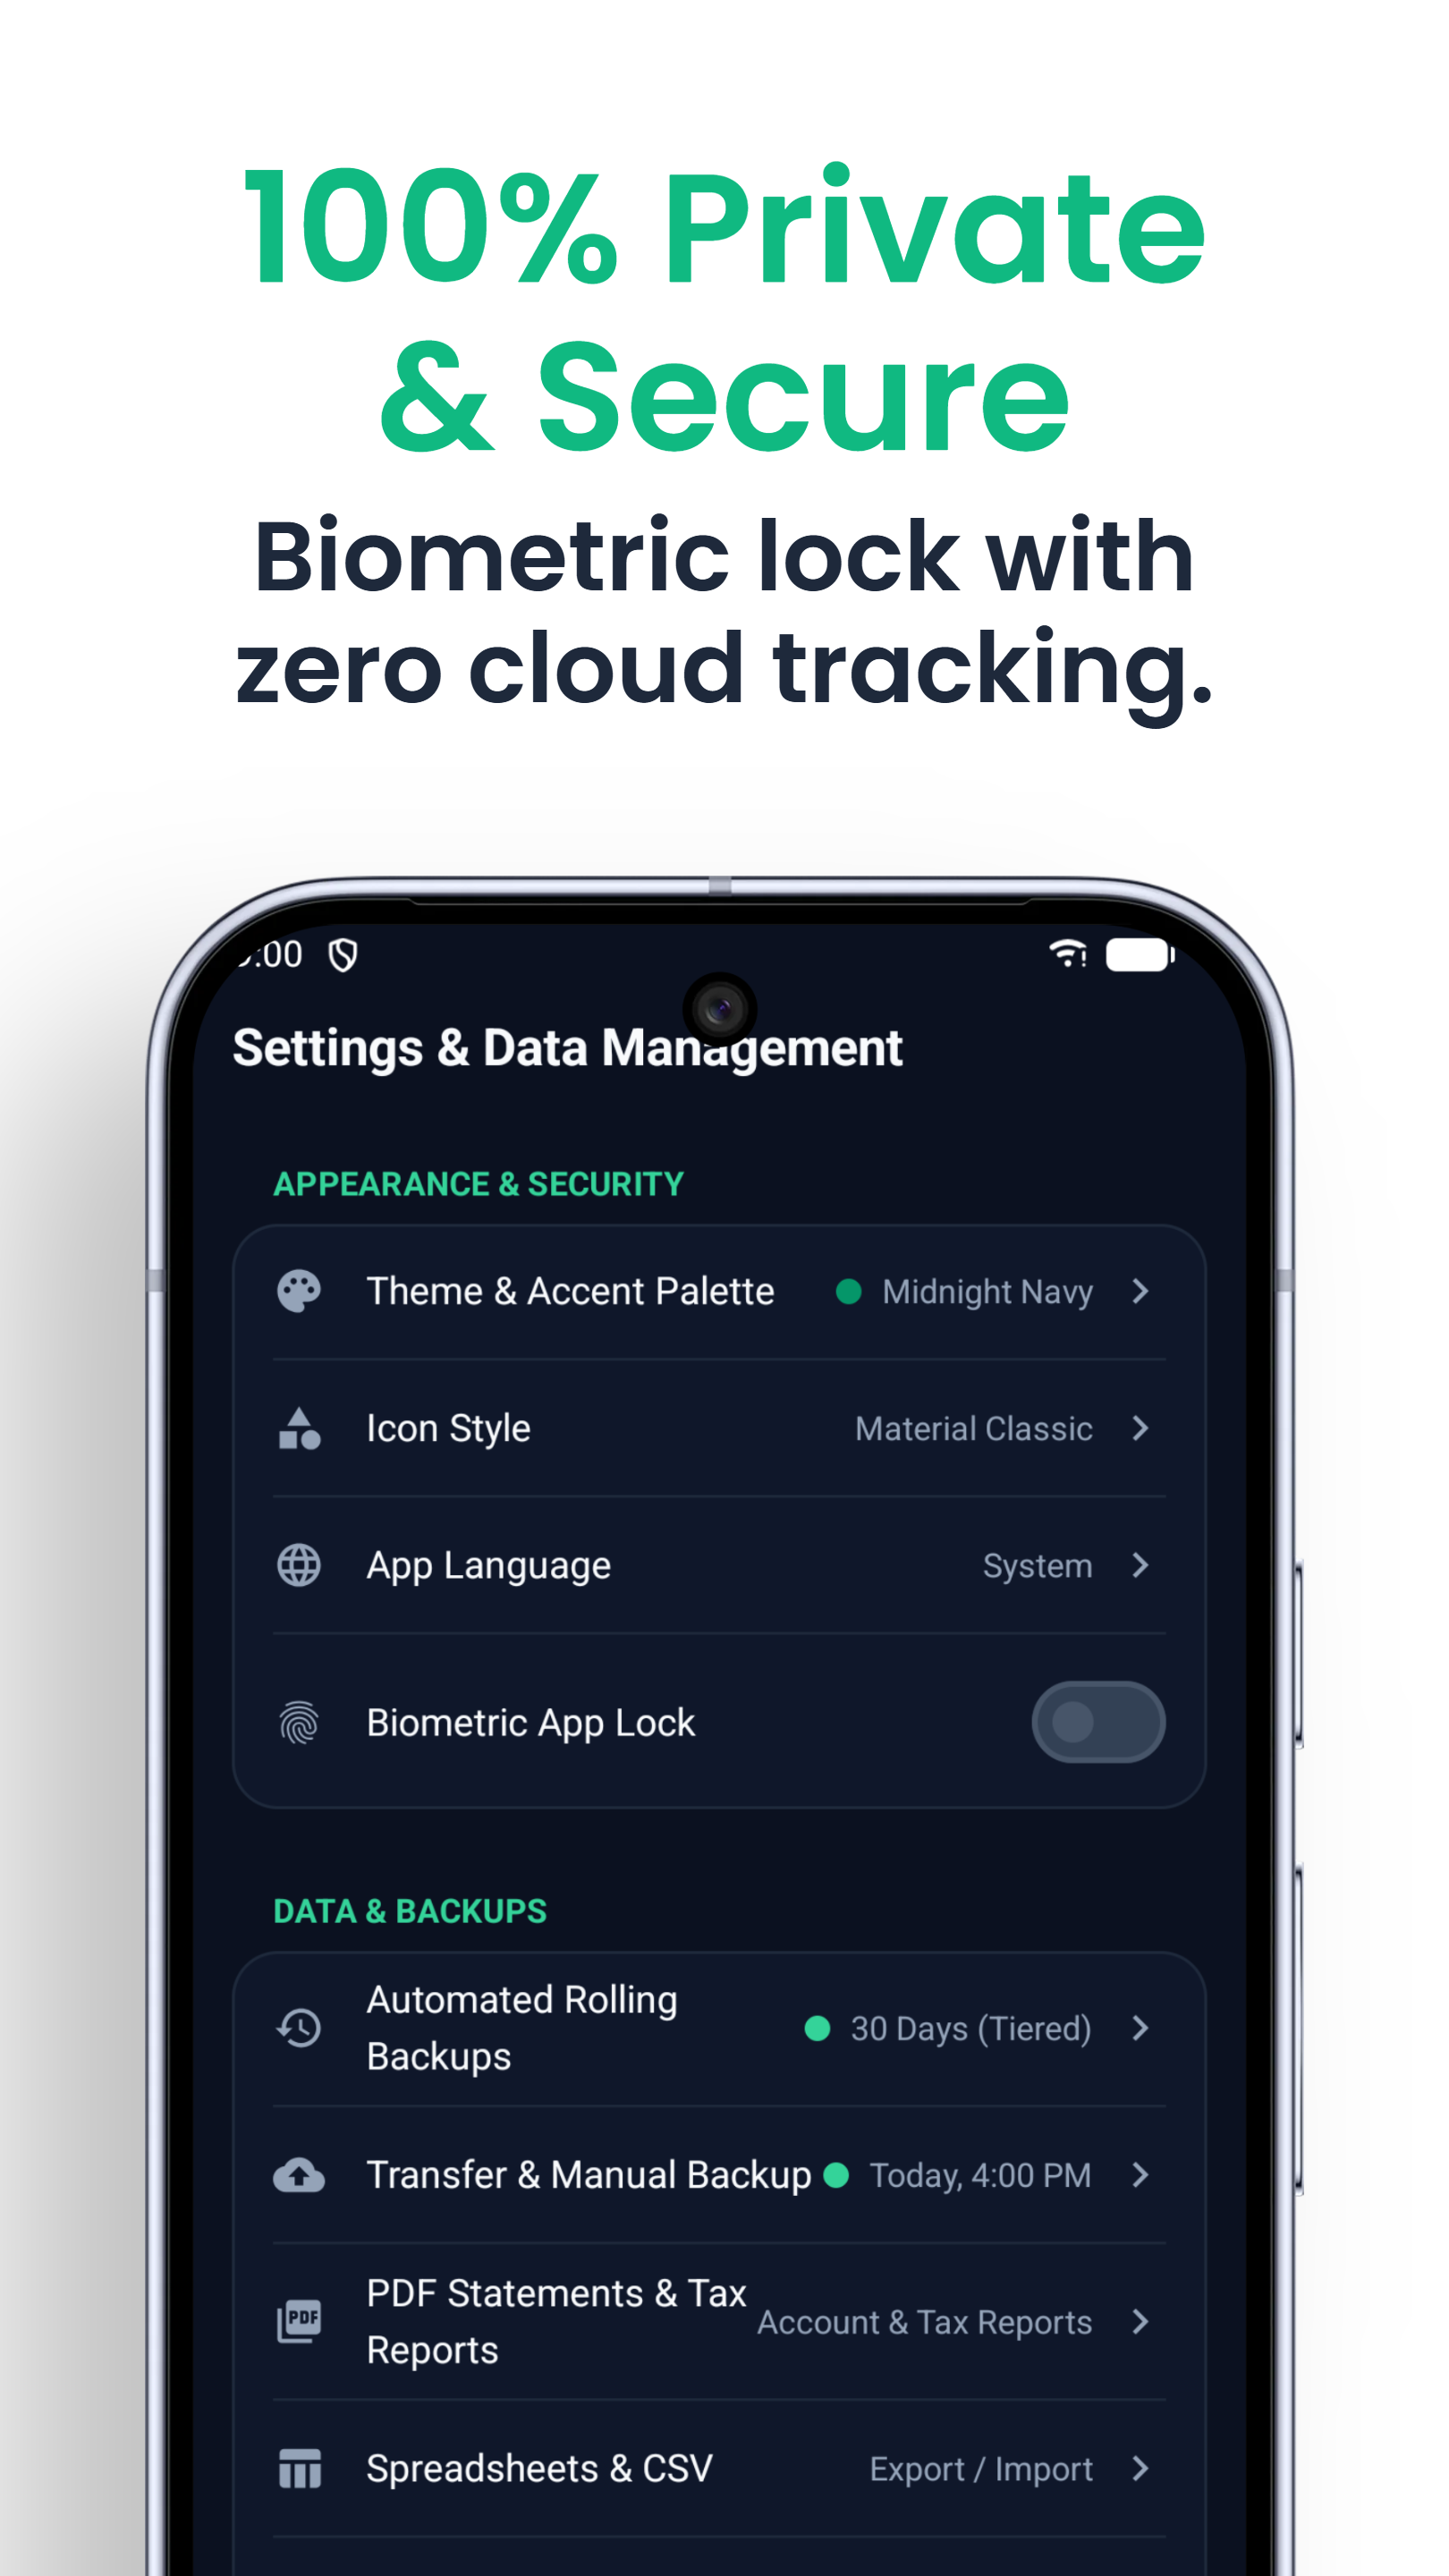 100% Private
& Secure
Biometric lock with
zero cloud tracking.
:00
Settings & Data Management
APPEARANCE & SECURITY
Theme & Accent Palette Midnight Navy
Icon Style Material Classic
App Language System
Biometric App Lock
DATA & BACKUPS
Automated Rolling
Backups 30 Days (Tiered)
Transfer & Manual Backup Today, 4:00 PM
PDF Statements & Tax
Reports Account & Tax Reports
PDF
Spreadsheets & CSV Export / Import